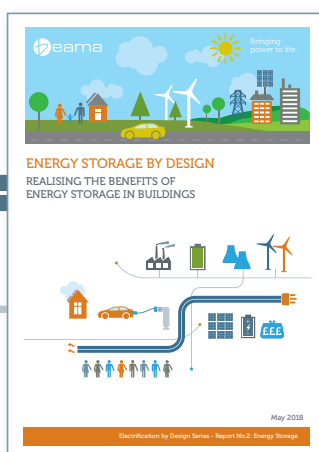 beama
Bringing
power to life
ENERGY STORAGE BY DESIGN
REALISING THE BENEFITS OF
ENERGY STORAGE IN BUILDINGS
£££
May 2018
Electrification by Design Series - Report No.2: Energy Storage